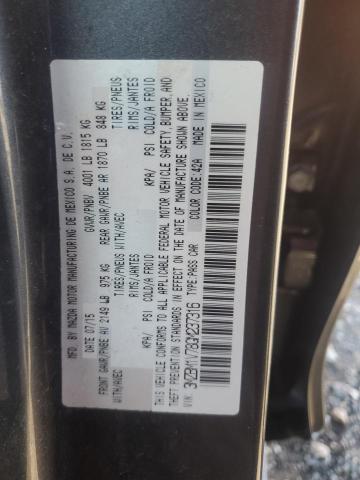 MFD. BY MAZDA MOTOR MANUFACTURING DE MEXICO S.A. DE C.V.
DATE 07/15 GVWR/PNBV 4001 LB 1815 KG
FRONT GAWR/PNBE AV 2149 LB 975 KG REAR GAWR/PNBE AR 1870 LB 848 KG
WITH/AVEC TIRES/PNEUS WITH/AVEC TIRES/PNEUS
RIMS/JANTES RIMS/JANTES
KPA/ PSI COLD/A FROID KPA/ PSI COLD/A FROID
THIS VEHICLE CONFORMS TO ALL APPLICABLE FEDERAL MOTOR VEHICLE SAFETY, BUMPER, AND
THEFT PREVENTION STANDARDS IN EFFECT ON THE DATE OF MANUFACTURE SHOWN ABOVE.
VIN: 3MZBM1V78GM237316 TYPE:PASS CAR COLOR CODE:42A MADE IN MEXICO